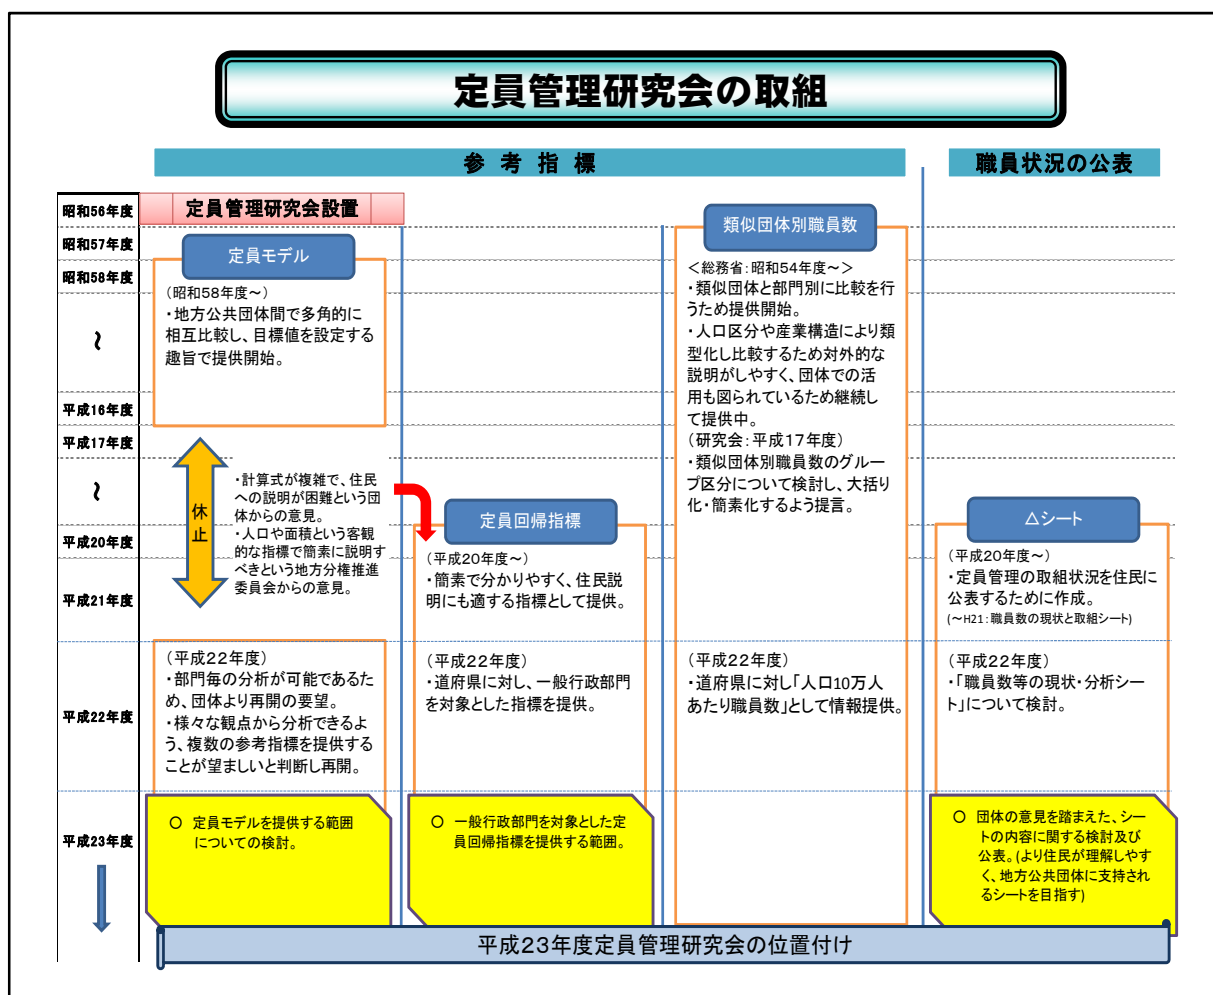 定員管理研究会の取組
参 考 指 標
職員状況の公表
昭和56年度
昭和57年度
昭和58年度
～
平成16年度
平成17年度
～
平成20年度
平成21年度
平成22年度
平成23年度
定員管理研究会設置
定員モデル
（昭和58年度～）
・地方公共団体間で多角的に
相互比較し、目標値を設定する
趣旨で提供開始。
休止
・計算式が複雑で、住民
への説明が困難という団
体からの意見。
・人口や面積という客観
的な指標で簡素に説明す
べきという地方分権推進
委員会からの意見。
（平成22年度）
・部門毎の分析が可能であるた
め、団体より再開の要望。
・様々な観点から分析できるよ
う、複数の参考指標を提供する
ことが望ましいと判断し再開。
○ 定員モデルを提供する範囲
についての検討。
定員回帰指標
（平成20年度～）
・簡素で分かりやすく、住民説
明にも適する指標として提供。
（平成22年度）
・道府県に対し、一般行政部門
を対象とした指標を提供。
○ 一般行政部門を対象とした定
員回帰指標を提供する範囲。
類似団体別職員数
＜総務省：昭和54年度～＞
・類似団体と部門別に比較を行
うため提供開始。
・人口区分や産業構造により類
型化し比較するため対外的な
説明がしやすく、団体での活
用も図られているため継続し
て提供中。
（研究会：平成17年度）
・類似団体別職員数のグルー
プ区分について検討し、大括り
化・簡素化するよう提言。
（平成22年度）
・道府県に対し「人口10万人
あたり職員数」として情報提供。
△シート
（平成20年度～）
・定員管理の取組状況を住民に
公表するために作成。
(～H21：職員数の現状と取組シート)
（平成22年度）
・「職員数等の現状・分析シー
ト」について検討。
○ 団体の意見を踏まえた、シー
トの内容に関する検討及び
公表。(より住民が理解しやす
く、地方公共団体に支持され
るシートを目指す)
平成23年度定員管理研究会の位置付け